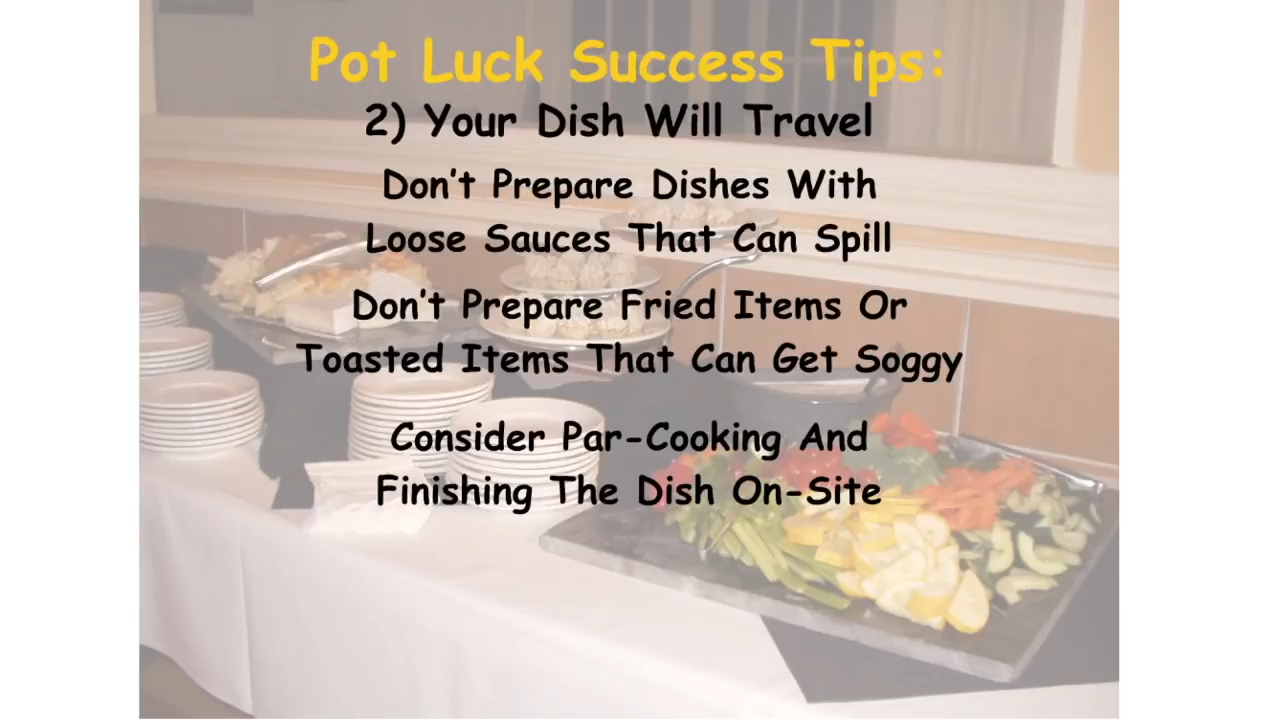 Pot Luck Success Tips:
2) Your Dish Will Travel
Don't Prepare Dishes With
Loose Sauces That Can Spill
Don't Prepare Fried Items Or
Toasted Items That Can Get Soggy
Consider Par-Cooking And
Finishing The Dish On-Site